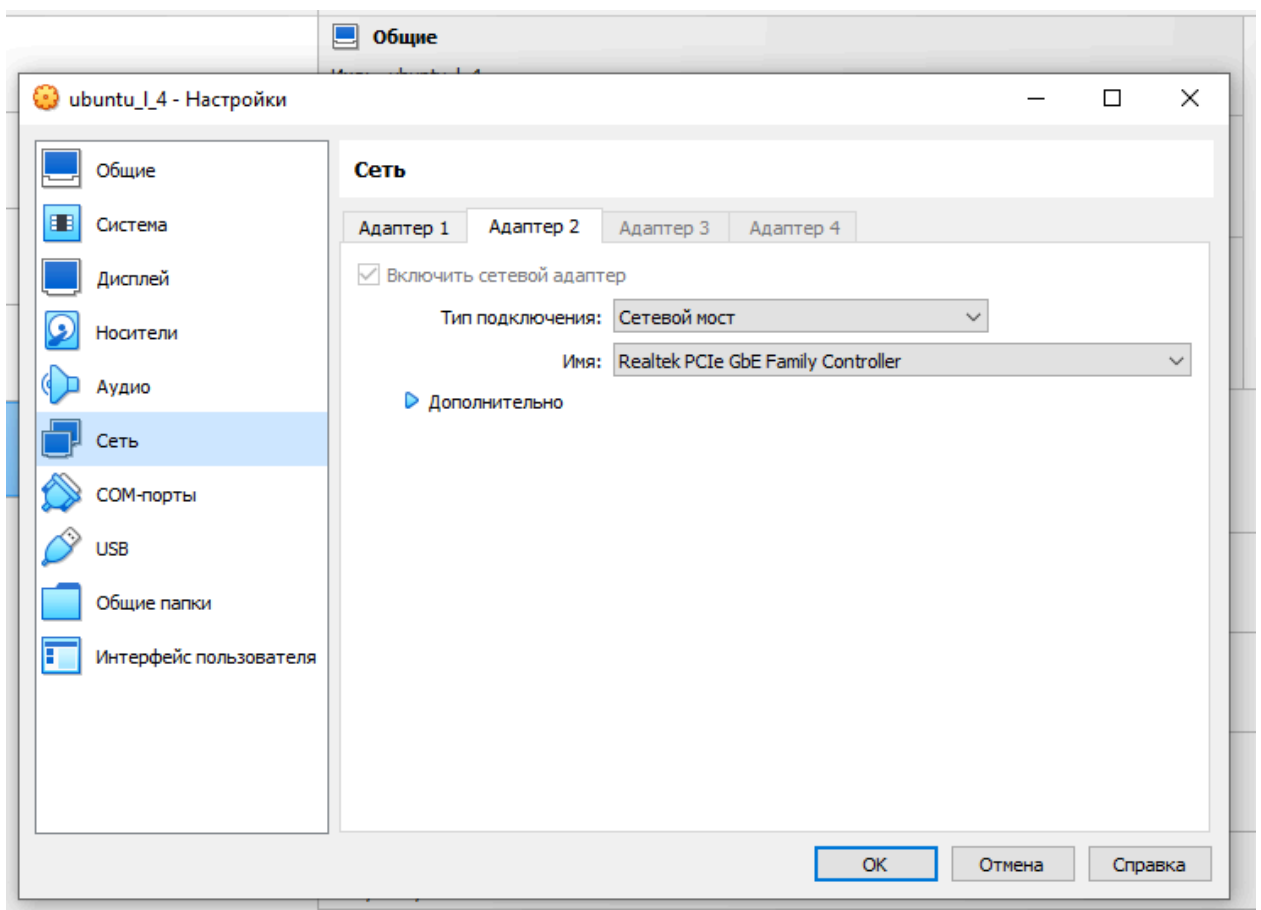 Общие
ubuntu_l_4 - Настройки
Общие
Система
Дисплей
Носители
Аудио
Сеть
COM-порты
USB
Общие папки
Интерфейс пользователя
Сеть
Адаптер 1 Адаптер 2 Адаптер 3 Адаптер 4
Включить сетевой адаптер
Тип подключения: Сетевой мост
Имя: Realtek PCIe GbE Family Controller
Дополнительно
OK Отмена Справка